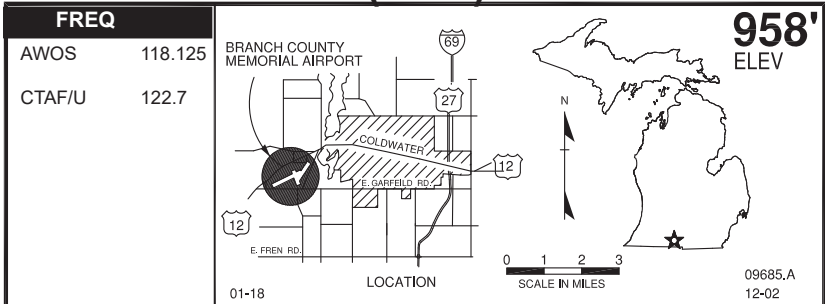 FREQ
AWOS 118.125
CTAF/U 122.7
BRANCH COUNTY
MEMORIAL AIRPORT
69
27
COLDWATER
12
E. GARFEILD RD.
12
E. FREN RD.
LOCATION
01-18
N
0 1 2 3
SCALE IN MILES
958'
ELEV
09685.A
12-02